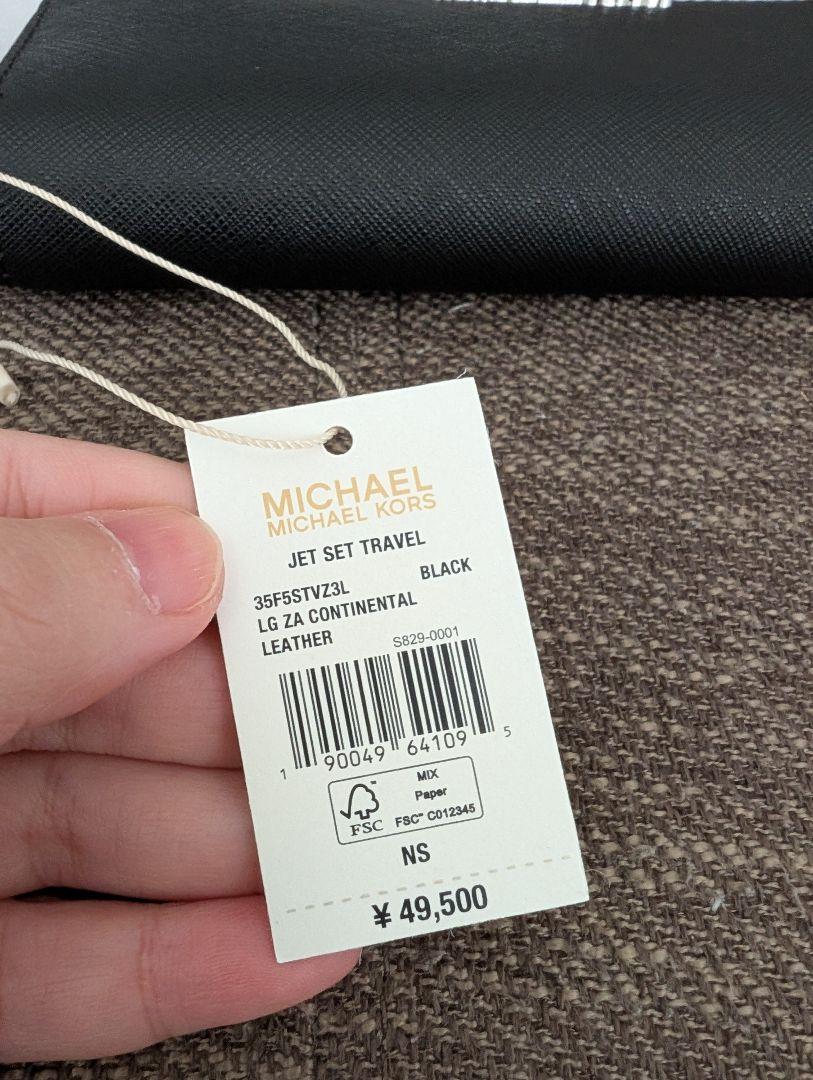 MICHAEL
MICHAEL KORS
JET SET TRAVEL
35F5STVZ3L BLACK
LG ZA CONTINENTAL
LEATHER
S829-0001
1 90049 64109 5
FSC
MIX
Paper
FSC™ C012345
NS
¥ 49,500